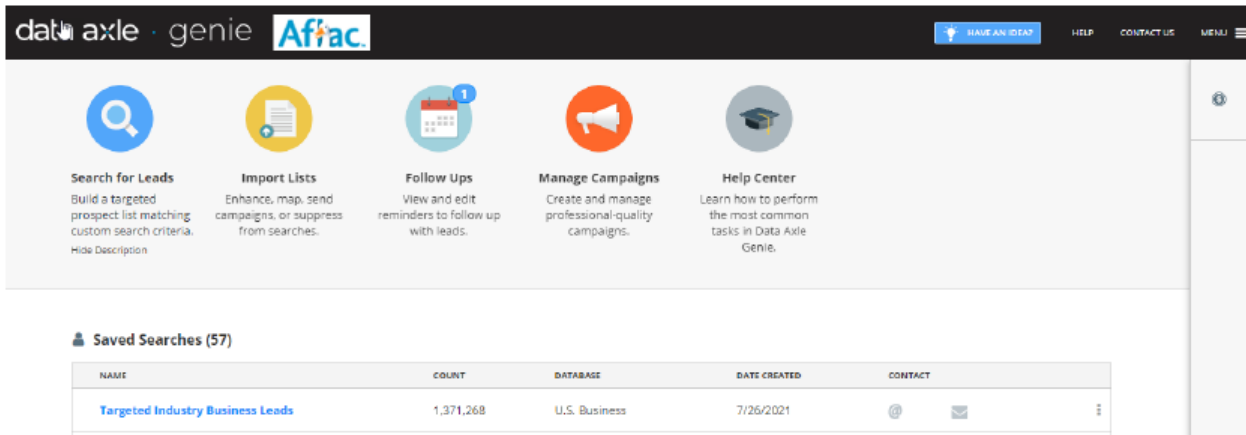 data axle · genie Aflac.
HAVE AN IDEA? HELP CONTACT US MENU
1
Search for Leads
Build a targeted
prospect list matching
custom search criteria.
Hide Description
Import Lists
Enhance, map, send
campaigns, or suppress
from searches.
Follow Ups
View and edit
reminders to follow up
with leads.
Manage Campaigns
Create and manage
professional-quality
campaigns.
Help Center
Learn how to perform
the most common
tasks in Data Axle
Genie.
Saved Searches (57)
NAME COUNT DATABASE DATE CREATED CONTACT
Targeted Industry Business Leads 1,371,268 U.S. Business 7/26/2021 @